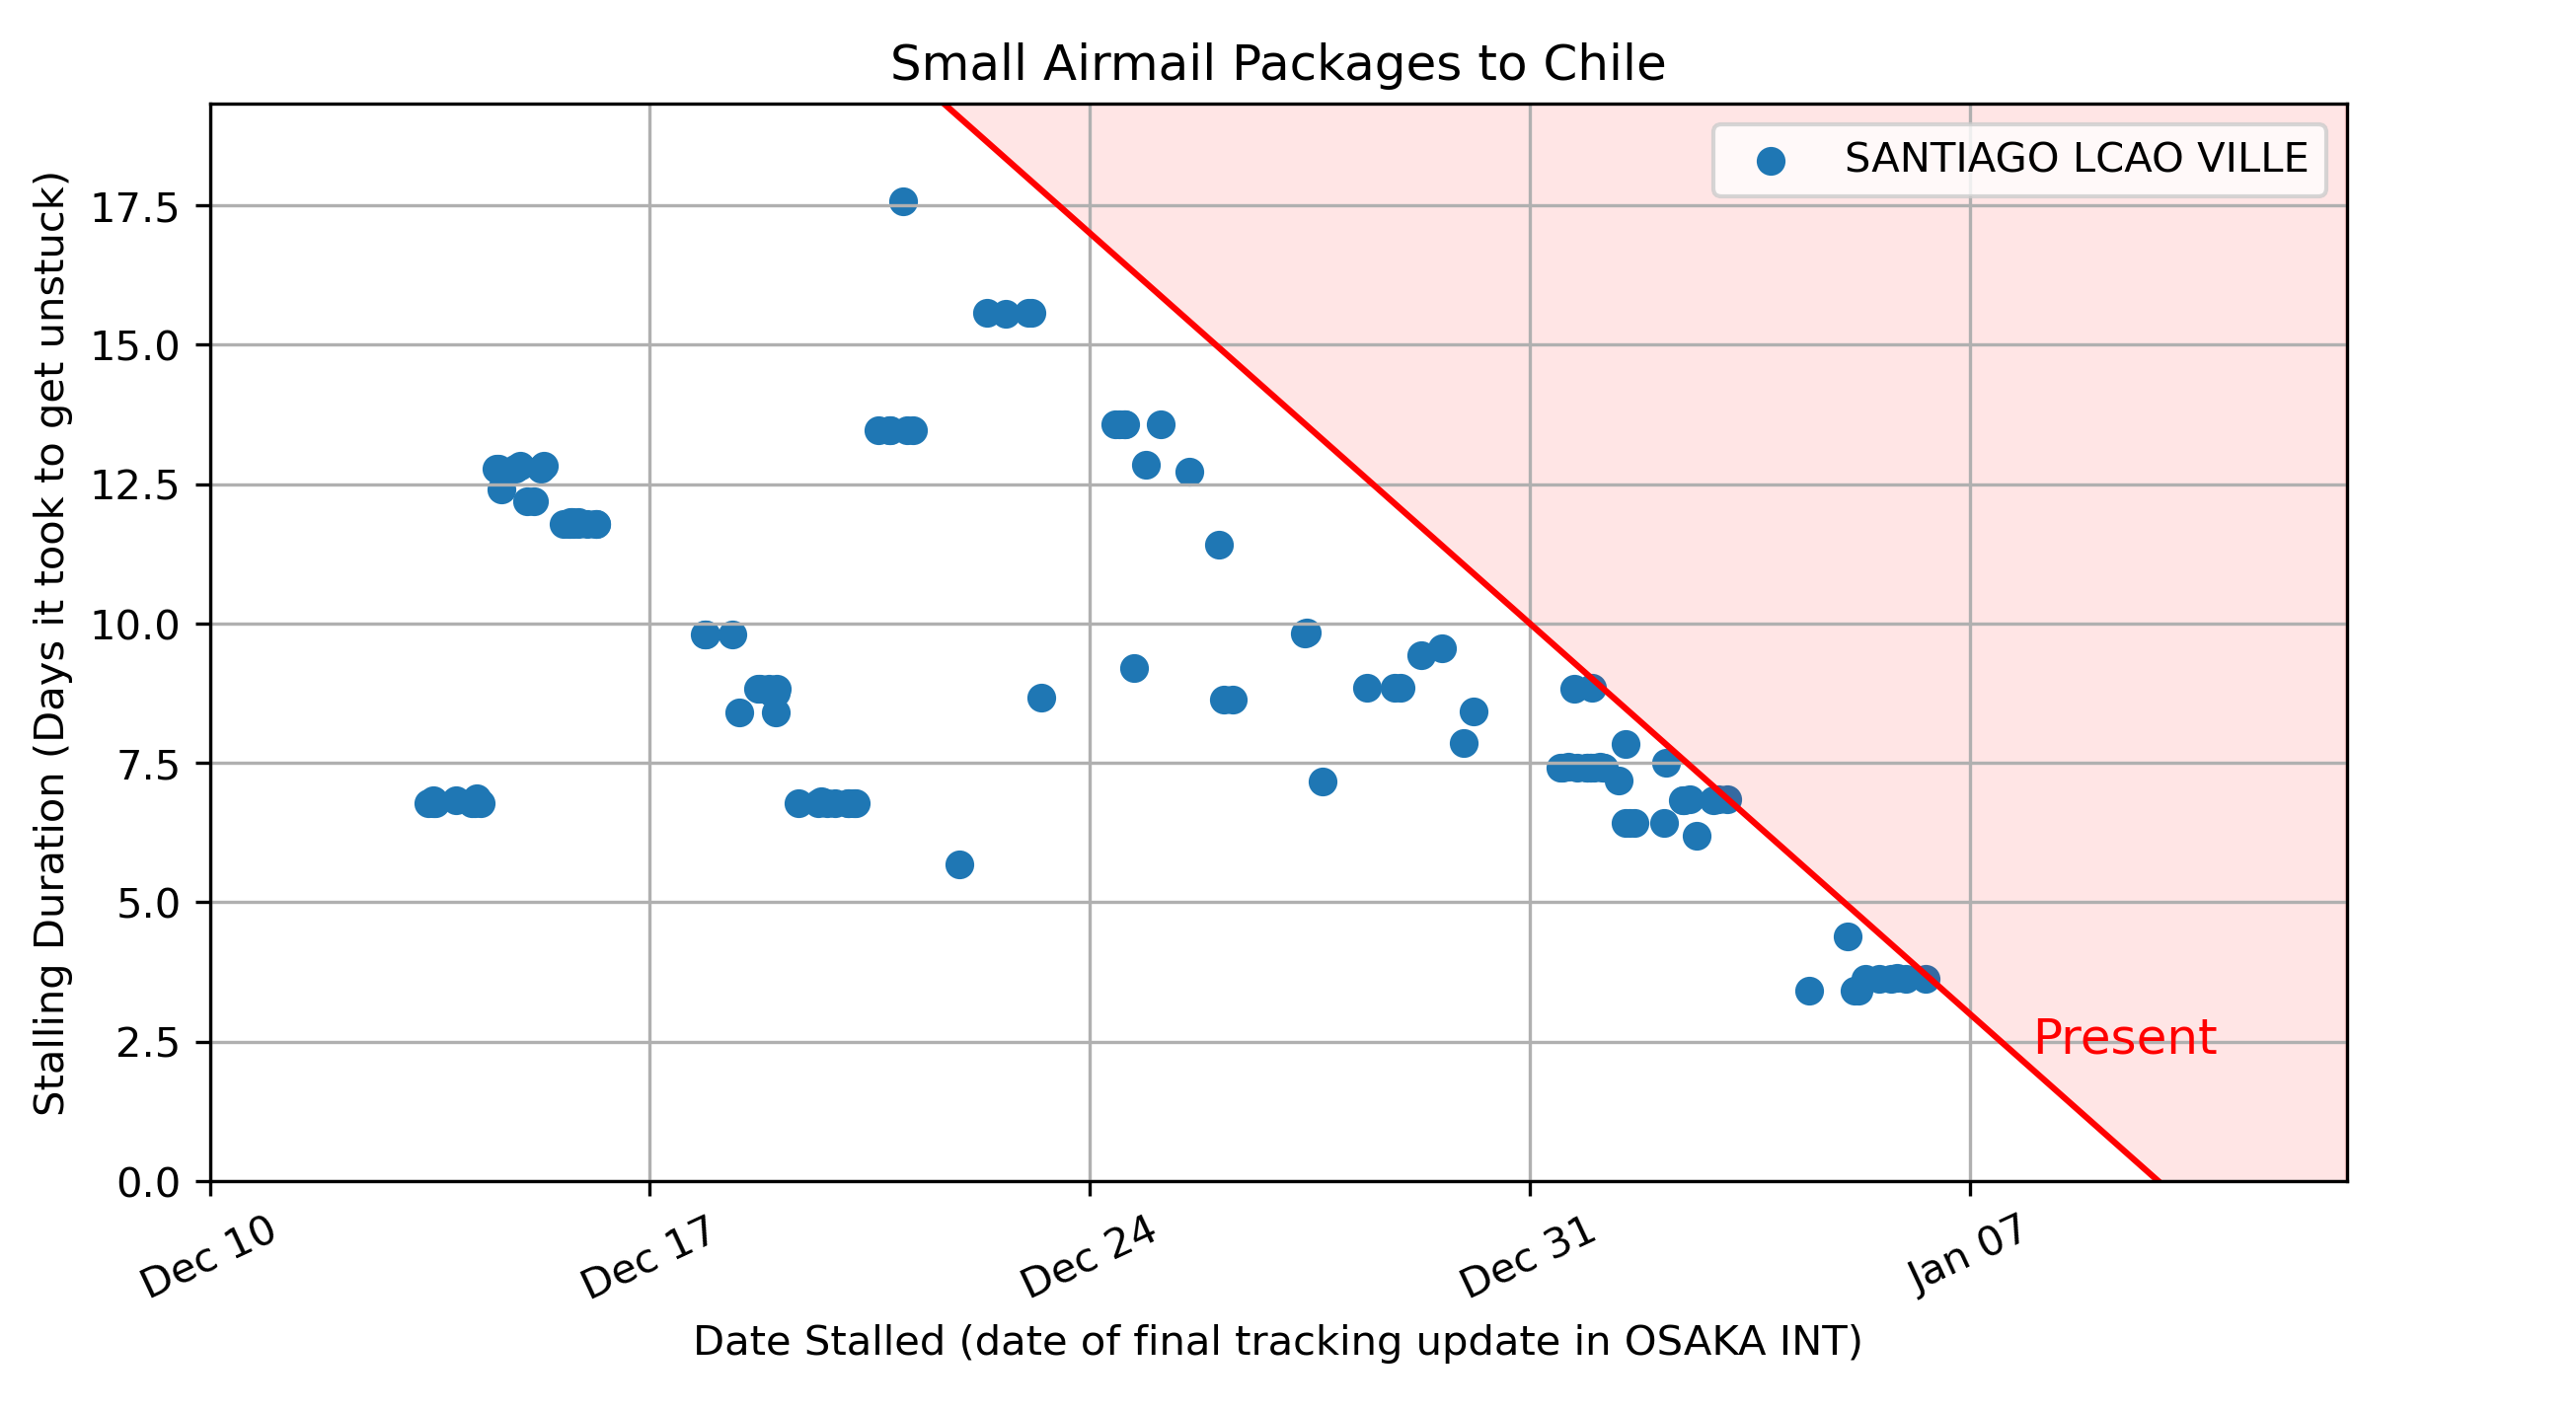 Small Airmail Packages to Chile
SANTIAGO LCAO VILLE
Stalling Duration (Days it took to get unstuck)
17.5
15.0
12.5
10.0
7.5
5.0
2.5
0.0
Present
Dec 10
Dec 17
Dec 24
Dec 31
Jan 07
Date Stalled (date of final tracking update in OSAKA INT)